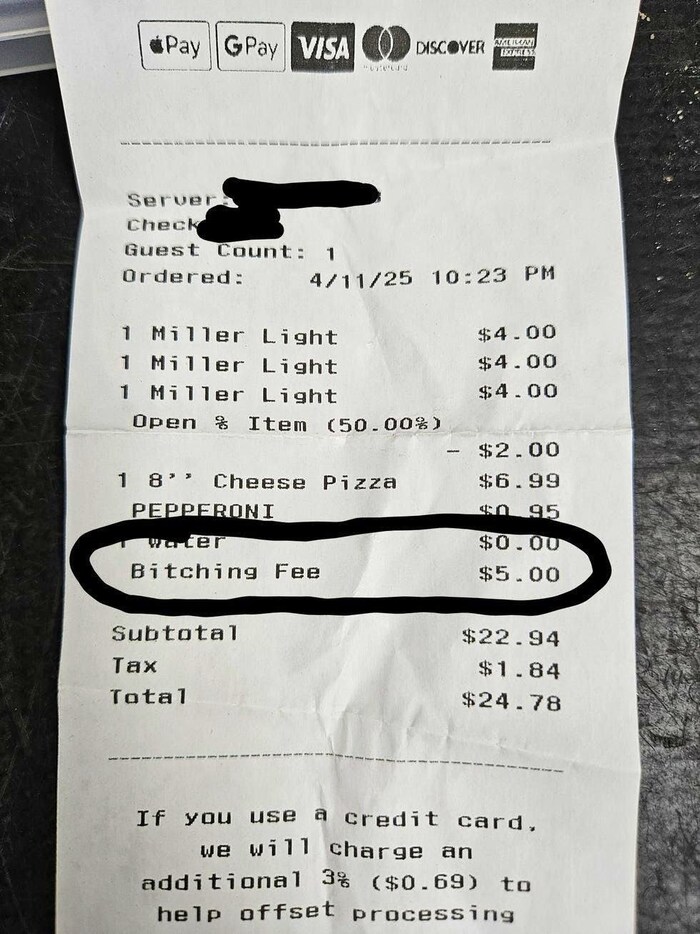 Pay G Pay VISA mastercard DISCOVER AMERICAN EXPRESS
Server:
Check
Guest Count: 1
Ordered: 4/11/25 10:23 PM
1 Miller Light $4.00
1 Miller Light $4.00
1 Miller Light $4.00
Open % Item (50.00%)
- $2.00
1 8’’ Cheese Pizza $6.99
PEPPERONI $0.95
1 water $0.00
Bitching Fee $5.00
Subtotal $22.94
Tax $1.84
Total $24.78
If you use a credit card,
we will charge an
additional 3% ($0.69) to
help offset processing